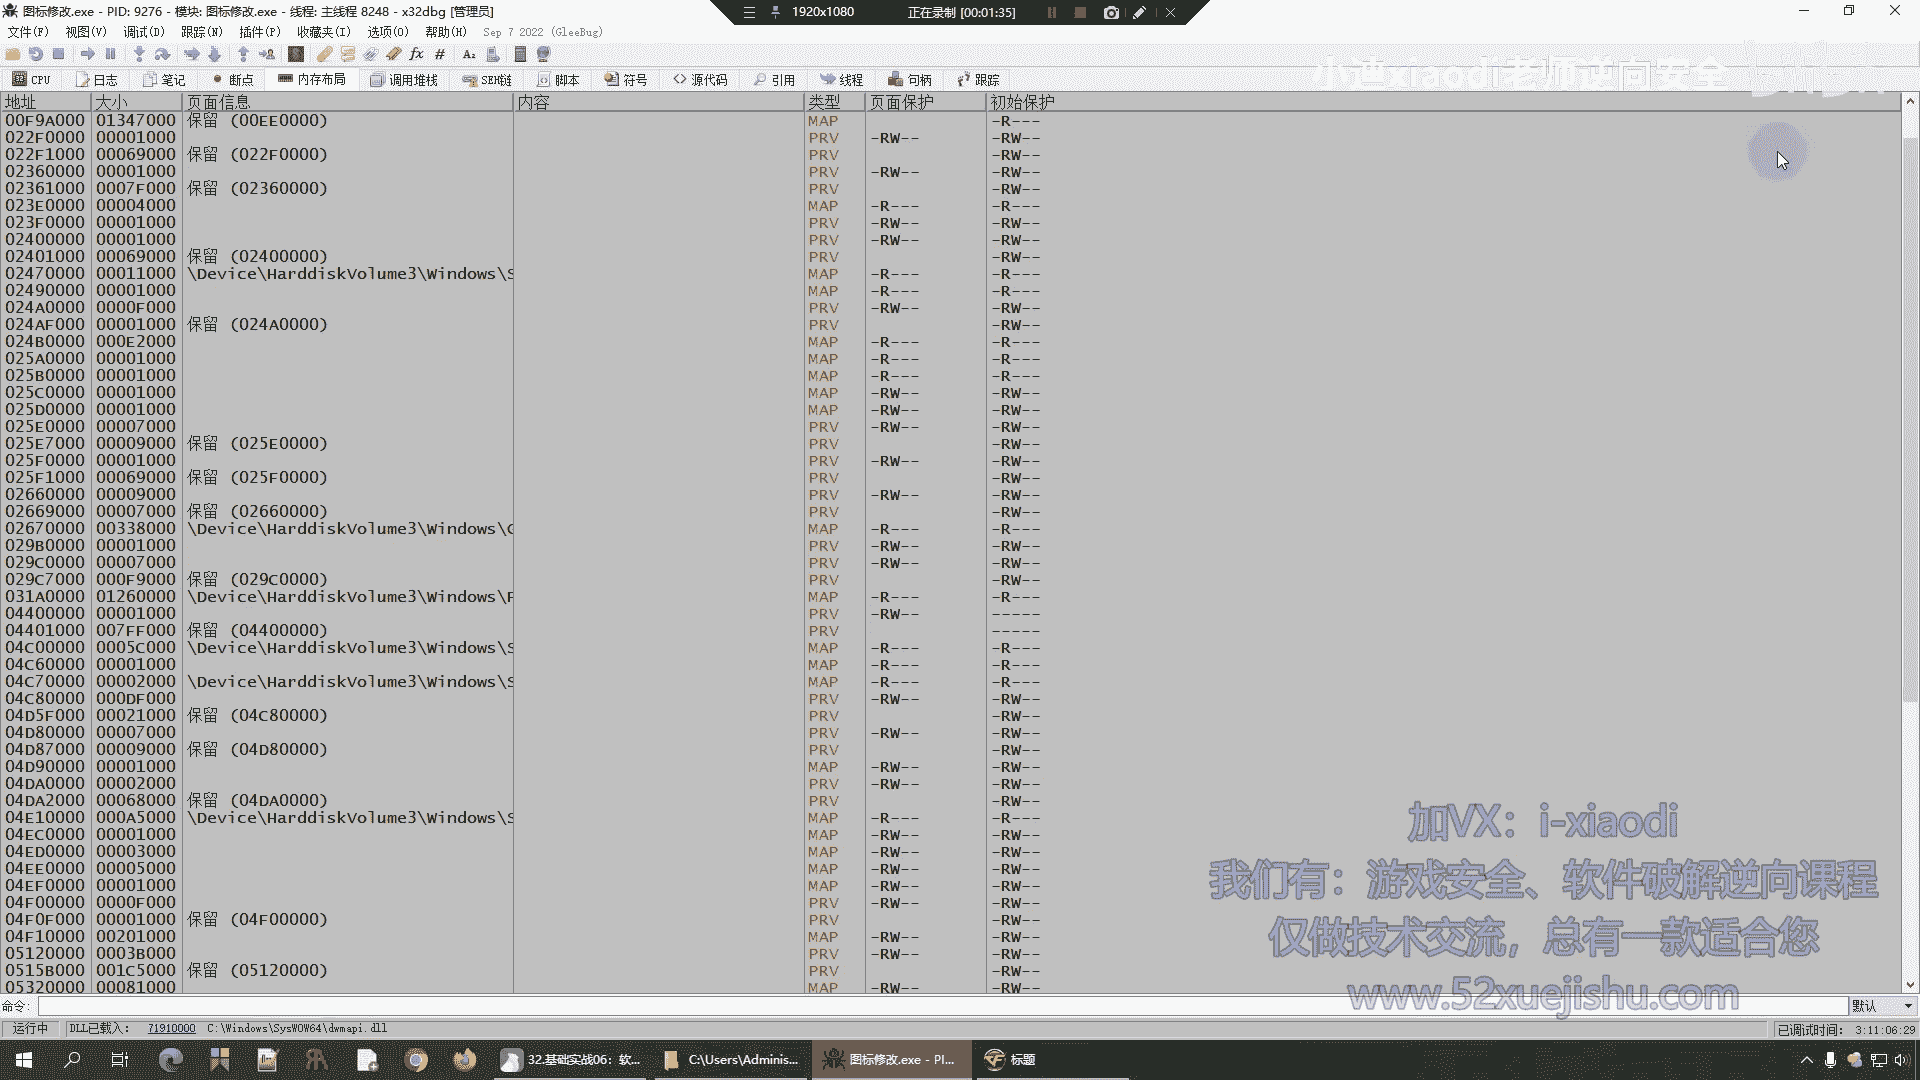 图标修改.exe - PID: 9276 - 模块: 图标修改.exe - 线程: 主线程 8248 - x32dbg [管理员]
1920x1080 正在录制 [00:01:35]
文件(F) 视图(V) 调试(D) 跟踪(N) 插件(P) 收藏夹(I) 选项(O) 帮助(H) Sep 7 2022 (GleeBug)
CPU 日志 笔记 断点 内存布局 调用堆栈 SEH链 脚本 符号 源代码 引用 线程 句柄 跟踪
小迪xiaodi老师逆向安全
地址 大小 页面信息 内容 类型 页面保护 初始保护
00F9A000 01347000 保留 (00EE0000) MAP -R---
022F0000 00001000 PRV -RW-- -RW--
022F1000 00069000 保留 (022F0000) PRV -RW--
02360000 00001000 PRV -RW-- -RW--
02361000 0007F000 保留 (02360000) PRV -RW--
023E0000 00004000 MAP -R--- -R---
023F0000 00001000 PRV -RW-- -RW--
02400000 00001000 PRV -RW-- -RW--
02401000 00069000 保留 (02400000) PRV -RW--
02470000 00011000 \Device\HarddiskVolume3\Windows\S MAP -R--- -R---
02490000 00001000 MAP -R--- -R---
024A0000 0000F000 PRV -RW-- -RW--
024AF000 00001000 保留 (024A0000) PRV -RW--
024B0000 000E2000 MAP -R--- -R---
025A0000 00001000 MAP -R--- -R---
025B0000 00001000 MAP -R--- -R---
025C0000 00001000 MAP -RW-- -RW--
025D0000 00001000 MAP -RW-- -RW--
025E0000 00007000 PRV -RW-- -RW--
025E7000 00009000 保留 (025E0000) PRV -RW--
025F0000 00001000 PRV -RW-- -RW--
025F1000 00069000 保留 (025F0000) PRV -RW--
02660000 00009000 PRV -RW-- -RW--
02669000 00007000 保留 (02660000) PRV -RW--
02670000 00338000 \Device\HarddiskVolume3\Windows\G MAP -R--- -R---
029B0000 00001000 PRV -RW-- -RW--
029C0000 00007000 PRV -RW-- -RW--
029C7000 000F9000 保留 (029C0000) PRV -RW--
031A0000 01260000 \Device\HarddiskVolume3\Windows\F MAP -R--- -R---
04400000 00001000 PRV -RW-- -----
04401000 007FF000 保留 (04400000) PRV -----
04C00000 0005C000 \Device\HarddiskVolume3\Windows\S MAP -R--- -R---
04C60000 00001000 MAP -R--- -R---
04C70000 00002000 \Device\HarddiskVolume3\Windows\S MAP -R--- -R---
04C80000 000DF000 PRV -RW-- -RW--
04D5F000 00021000 保留 (04C80000) PRV -RW--
04D80000 00007000 PRV -RW-- -RW--
04D87000 00009000 保留 (04D80000) PRV -RW--
04D90000 00001000 PRV -RW-- -RW--
04DA0000 00002000 PRV -RW-- -RW--
04DA2000 00068000 保留 (04DA0000) PRV -RW--
04E10000 000A5000 \Device\HarddiskVolume3\Windows\S MAP -R--- -R---
04EC0000 00001000 MAP -RW-- -RW--
04ED0000 00003000 MAP -RW-- -RW--
04EE0000 00005000 MAP -RW-- -RW--
04EF0000 00001000 MAP -RW-- -RW--
04F00000 0000F000 PRV -RW-- -RW--
04F0F000 00001000 保留 (04F00000) PRV -RW--
04F10000 00201000 MAP -RW-- -RW--
05120000 0003B000 PRV -RW-- -RW--
0515B000 001C5000 保留 (05120000) PRV -RW--
05320000 00081000 MAP -RW-- -RW--
加VX：i-xiaodi
我们有：游戏安全、软件破解逆向课程
仅做技术交流，总有一款适合您
www.52xuejishu.com
命令: 默认
运行中 DLL已载入: 71910000 C:\Windows\SysWOW64\dwmapi.dll 已调试时间: 3:11:06:29
32.基础实战06：软... C:\Users\Adminis... 图标修改.exe - PI... 标题